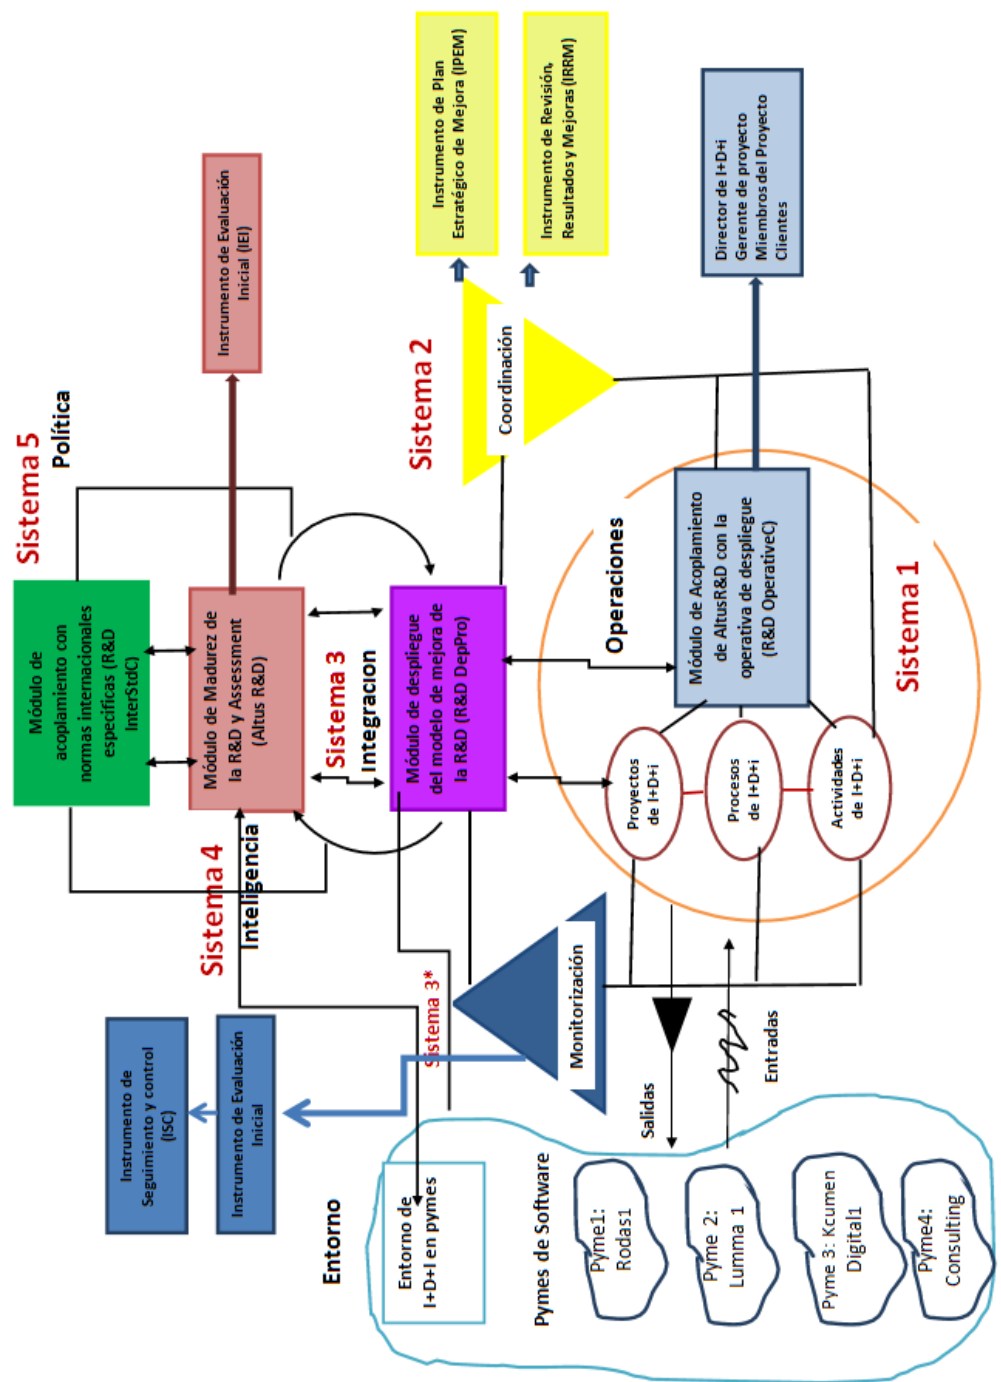 Sistema 5
Política
Módulo de
acoplamiento con
normas internacionales
específicas (R&D
InterStdC)
Instrumento de
Seguimiento y control
(ISC)
Instrumento de Evaluación
Inicial
Sistema 4
Inteligencia
Módulo de Madurez de
la R&D y Assessment
(Altus R&D)
Instrumento de Evaluación
Inicial (IEI)
Sistema 3
Integracion
Entorno
Entorno de
I+D+I en pymes
Sistema 3*
Módulo de despliegue
del modelo de mejora de
la R&D (R&D DepPro)
Sistema 2
Coordinación
Instrumento de Plan
Estratégico de Mejora (IPEM)
Instrumento de Revisión,
Resultados y Mejoras (IRRM)
Pymes de Software
Pyme1:
Rodas1
Pyme 2:
Lumma 1
Pyme 3: Kcumen
Digital1
Pyme4:
Consulting
Monitorización
Salidas
Entradas
Operaciones
Proyectos
de I+D+i
Procesos
de I+D+i
Actividades
de I+D+i
Módulo de Acoplamiento
de AltusR&D con la
operativa de despliegue
(R&D OperativeC)
Director de I+D+i
Gerente de proyecto
Miembros del Proyecto
Clientes
Sistema 1